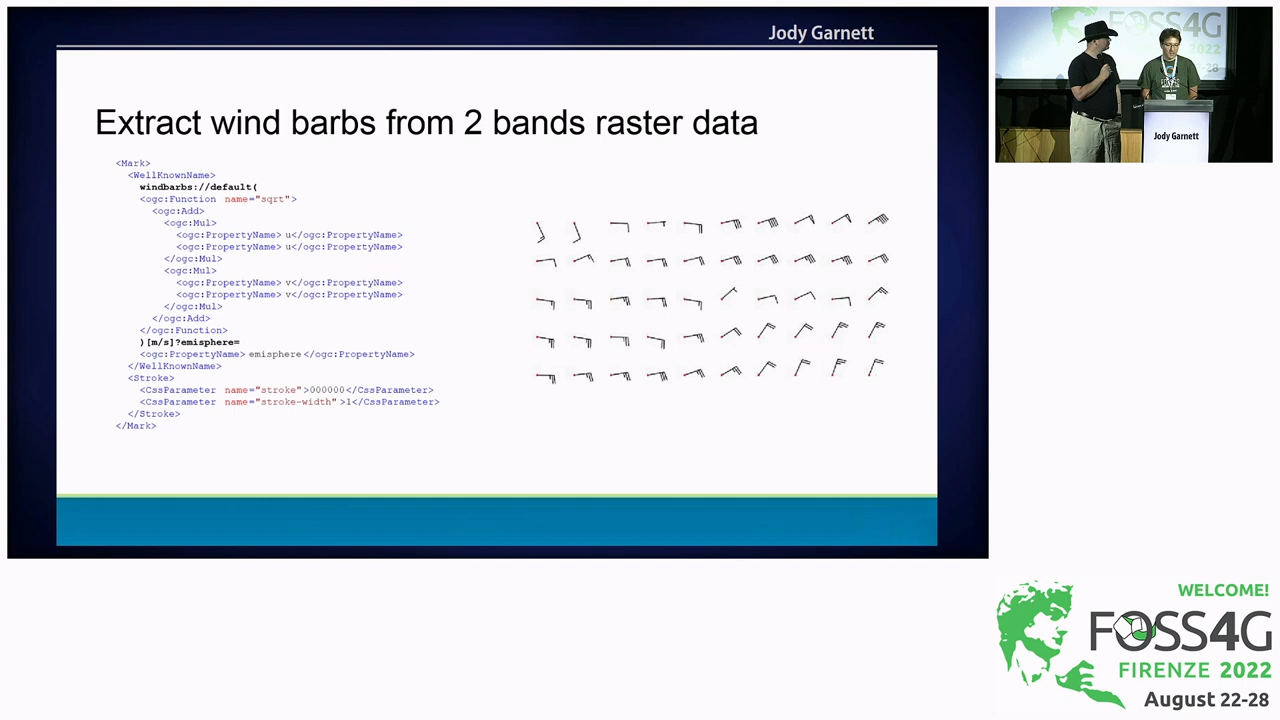 Jody Garnett
Extract wind barbs from 2 bands raster data
<Mark>
<WellKnownName>
windbarbs://default(
<ogc:Function name="sqrt">
<ogc:Add>
<ogc:Mul>
<ogc:PropertyName>u</ogc:PropertyName>
<ogc:PropertyName>u</ogc:PropertyName>
</ogc:Mul>
<ogc:Mul>
<ogc:PropertyName>v</ogc:PropertyName>
<ogc:PropertyName>v</ogc:PropertyName>
</ogc:Mul>
</ogc:Add>
</ogc:Function>
)[m/s]?emisphere=
<ogc:PropertyName>emisphere</ogc:PropertyName>
</WellKnownName>
<Stroke>
<CssParameter name="stroke">000000</CssParameter>
<CssParameter name="stroke-width">1</CssParameter>
</Stroke>
</Mark>
FOSS4G
2022
Jody Garnett
WELCOME!
FOSS4G
FIRENZE 2022
August 22-28